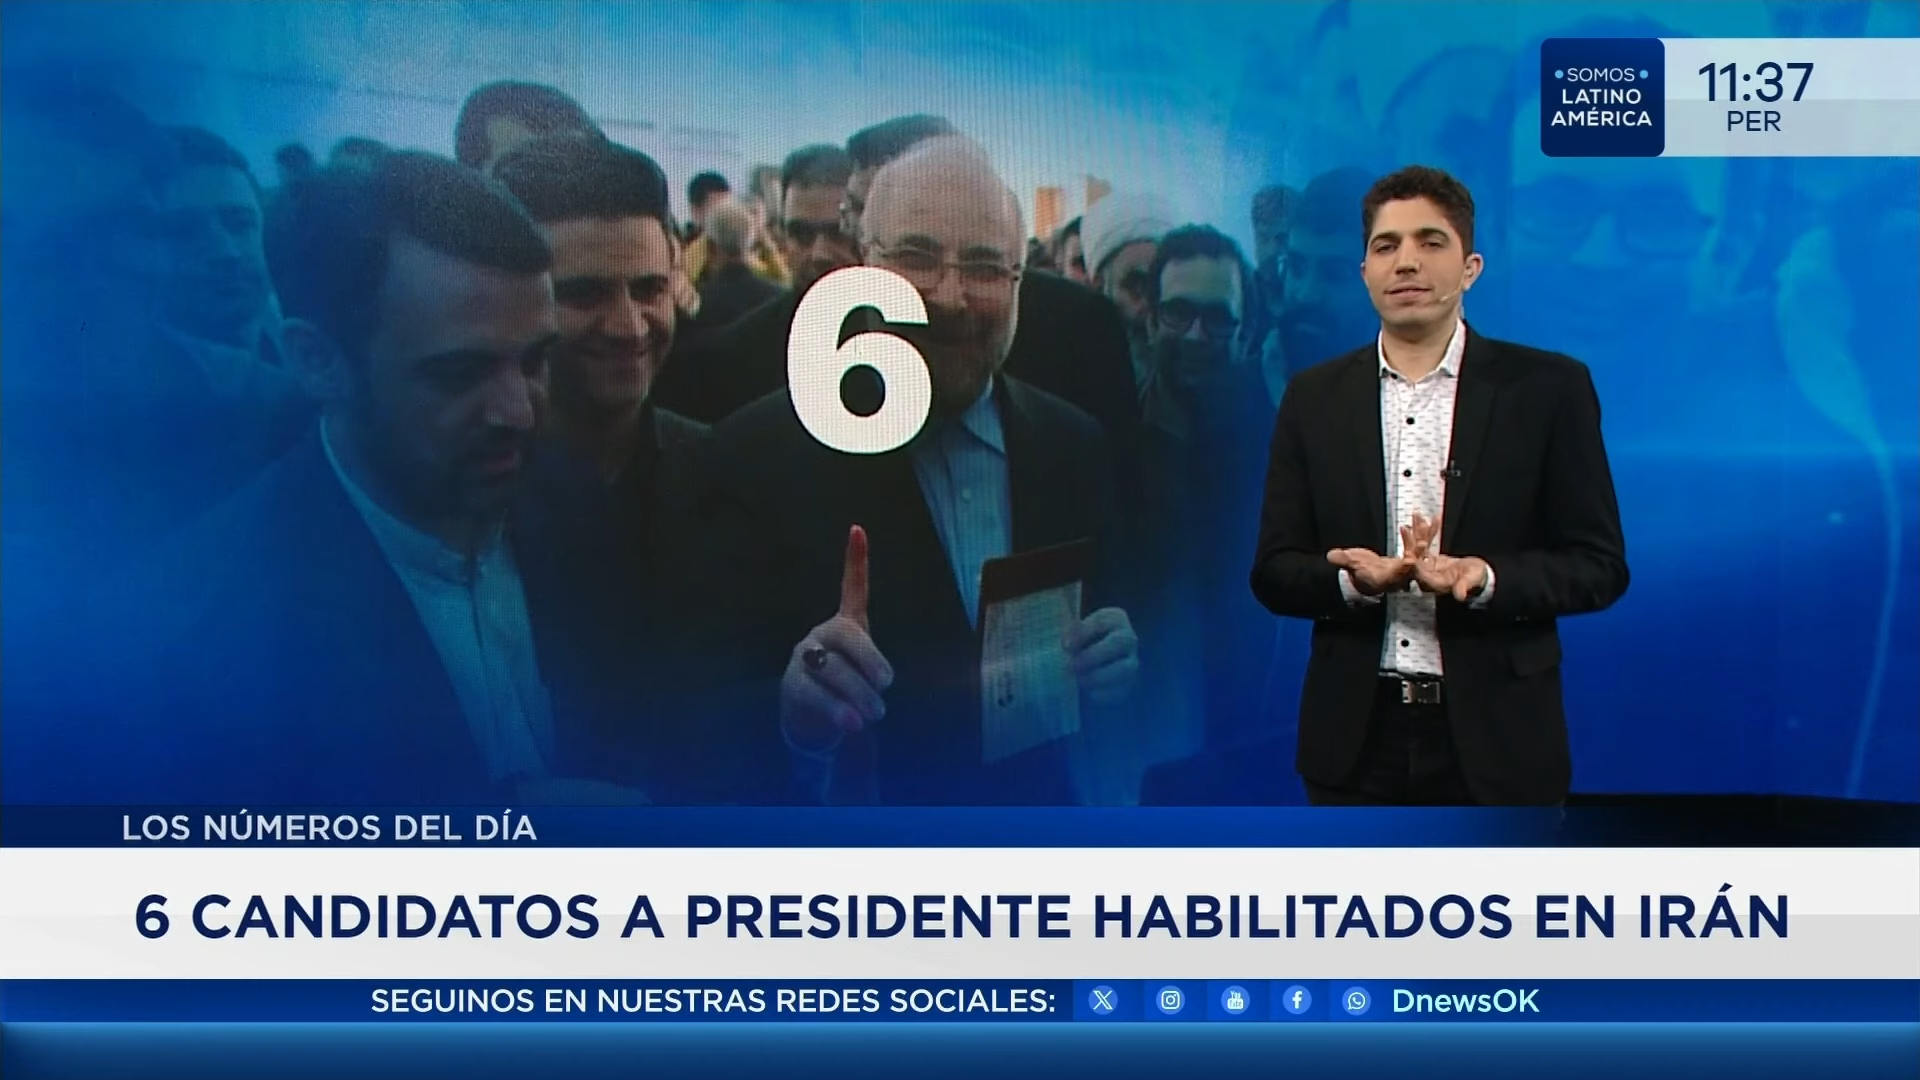 • SOMOS •
LATINO
AMÉRICA
11:37
PER
6
LOS NÚMEROS DEL DÍA
6 CANDIDATOS A PRESIDENTE HABILITADOS EN IRÁN
SEGUINOS EN NUESTRAS REDES SOCIALES: DnewsOK